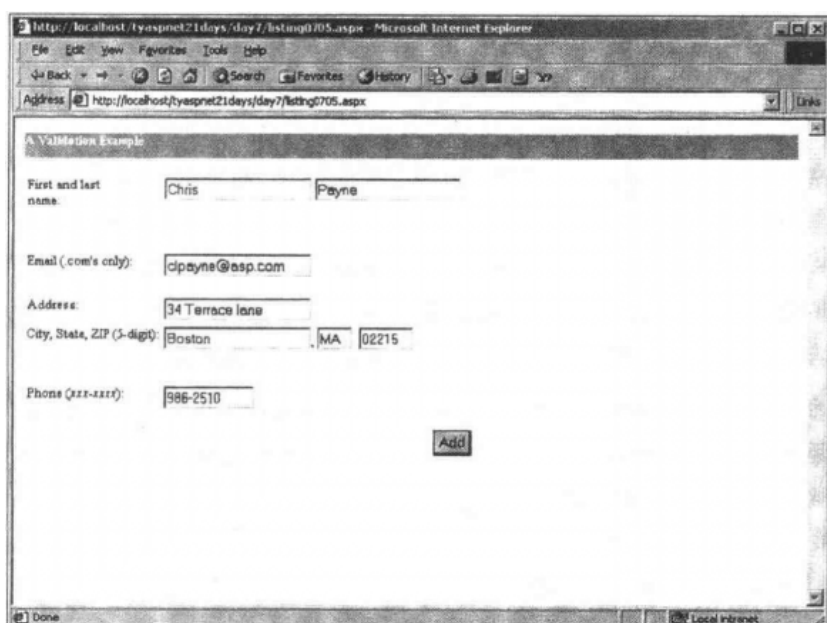 http://localhost/tyaspnet21days/day7/listing0705.aspx - Microsoft Internet Explorer
File Edit View Favorites Tools Help
Back Search Favorites History
Address http://localhost/tyaspnet21days/day7/listing0705.aspx Links
A Validation Example
First and last name: Chris Payne
Email (.com's only): clpayne@asp.com
Address: 34 Terrace lane
City, State, ZIP (5-digit): Boston , MA 02215
Phone (xxx-xxxx): 986-2510
Add
Done Local intranet